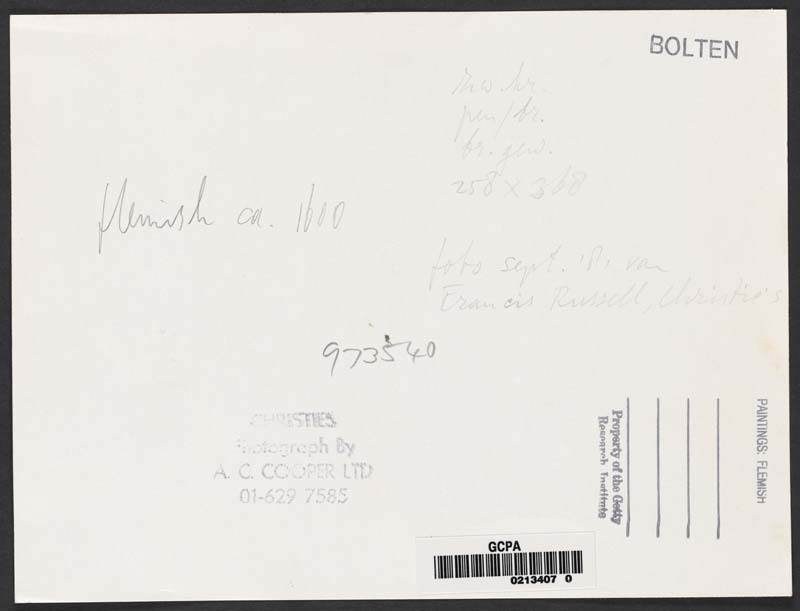 BOLTEN
zw. kr.
pen/br.
br. gew.
258 x 368
flemish ca. 1600
foto sept. '81 van
Francis Russell, Christie's
973540
CHRISTIES
Photograph By
A. C. COOPER LTD
01-629 7585
Property of the Getty
Research Institute
PAINTINGS: FLEMISH
GCPA
0213407 0